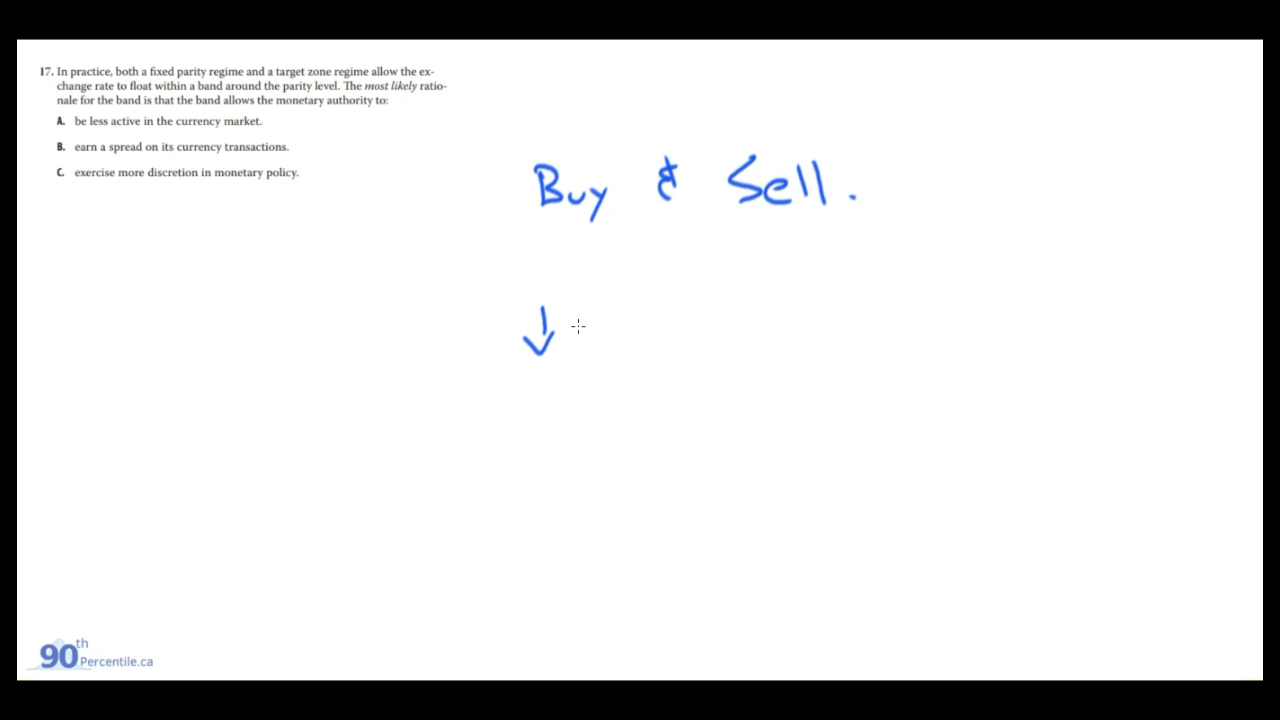 17. In practice, both a fixed parity regime and a target zone regime allow the ex-
change rate to float within a band around the parity level. The most likely ratio-
nale for the band is that the band allows the monetary authority to:
A. be less active in the currency market.
B. earn a spread on its currency transactions.
C. exercise more discretion in monetary policy.
Buy & Sell.
90th
Percentile.ca